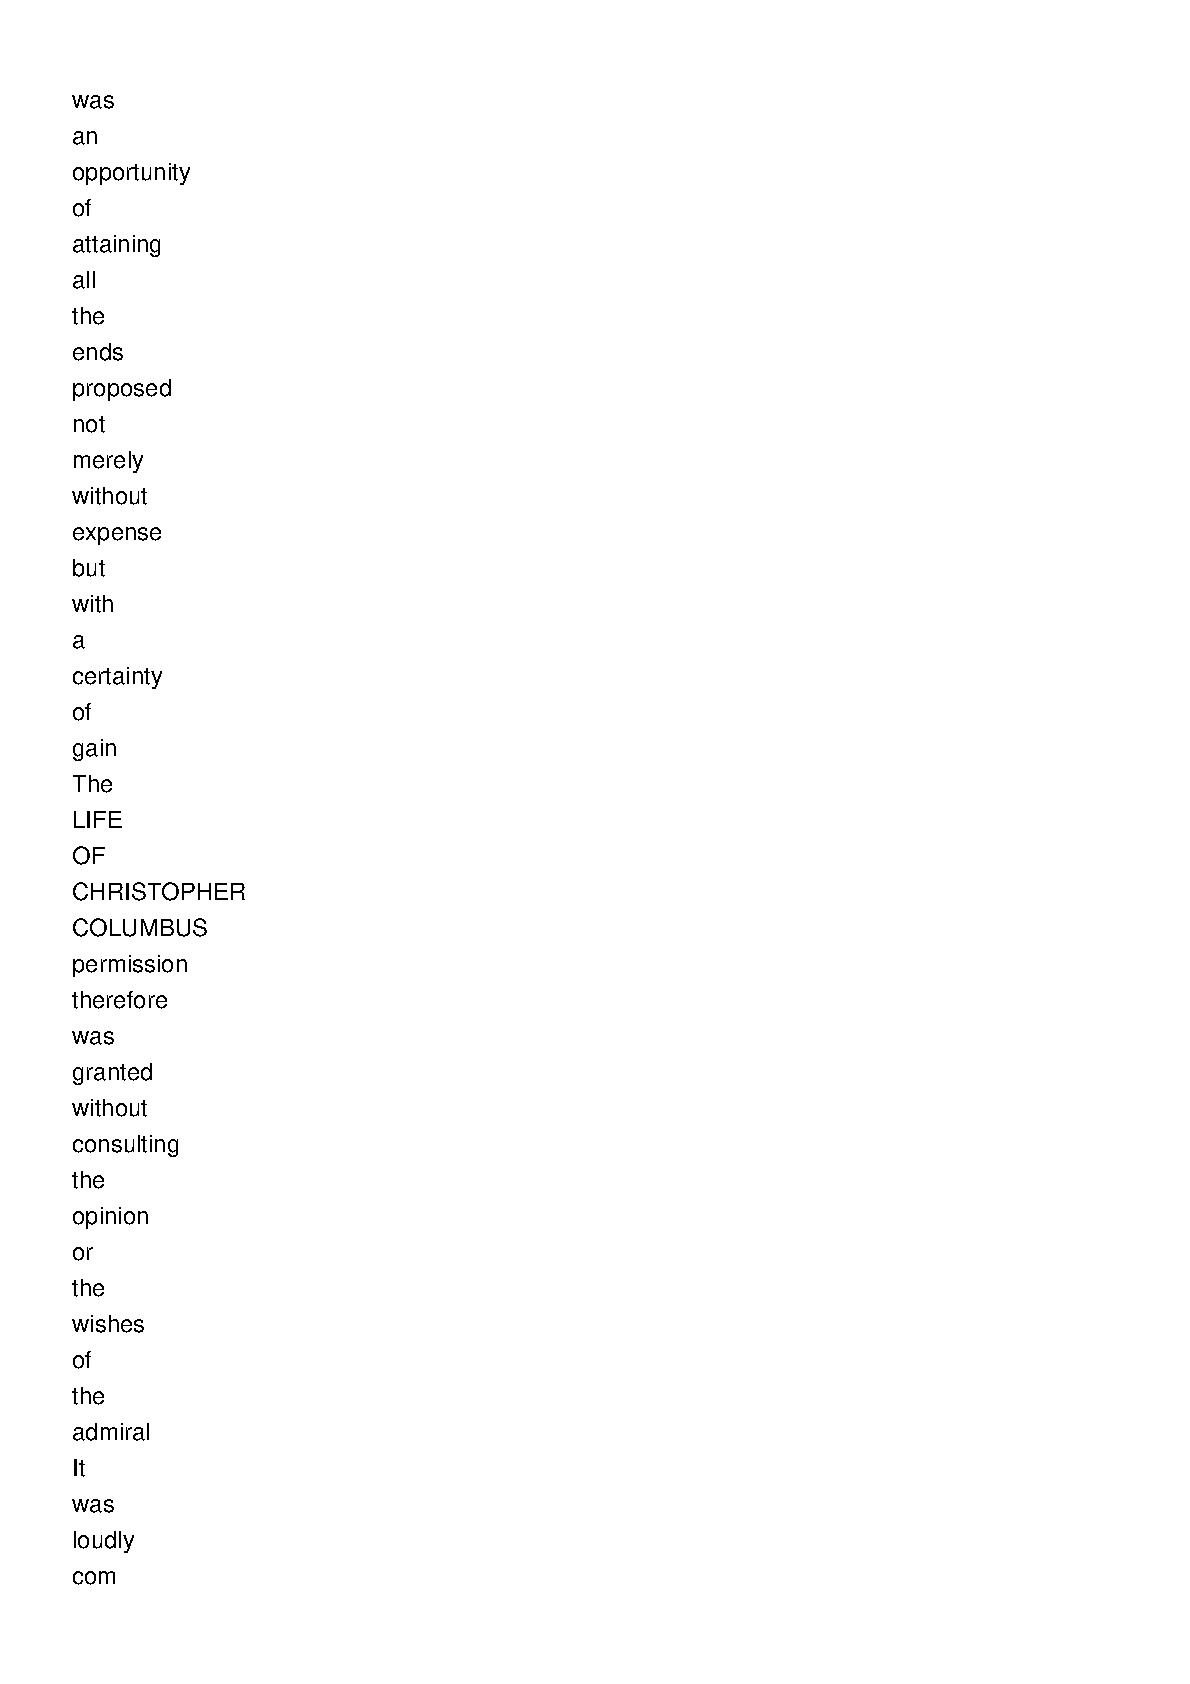 was
an
opportunity
of
attaining
all
the
ends
proposed
not
merely
without
expense
but
with
a
certainty
of
gain
The
LIFE
OF
CHRISTOPHER
COLUMBUS
permission
therefore
was
granted
without
consulting
the
opinion
or
the
wishes
of
the
admiral
It
was
loudly
com